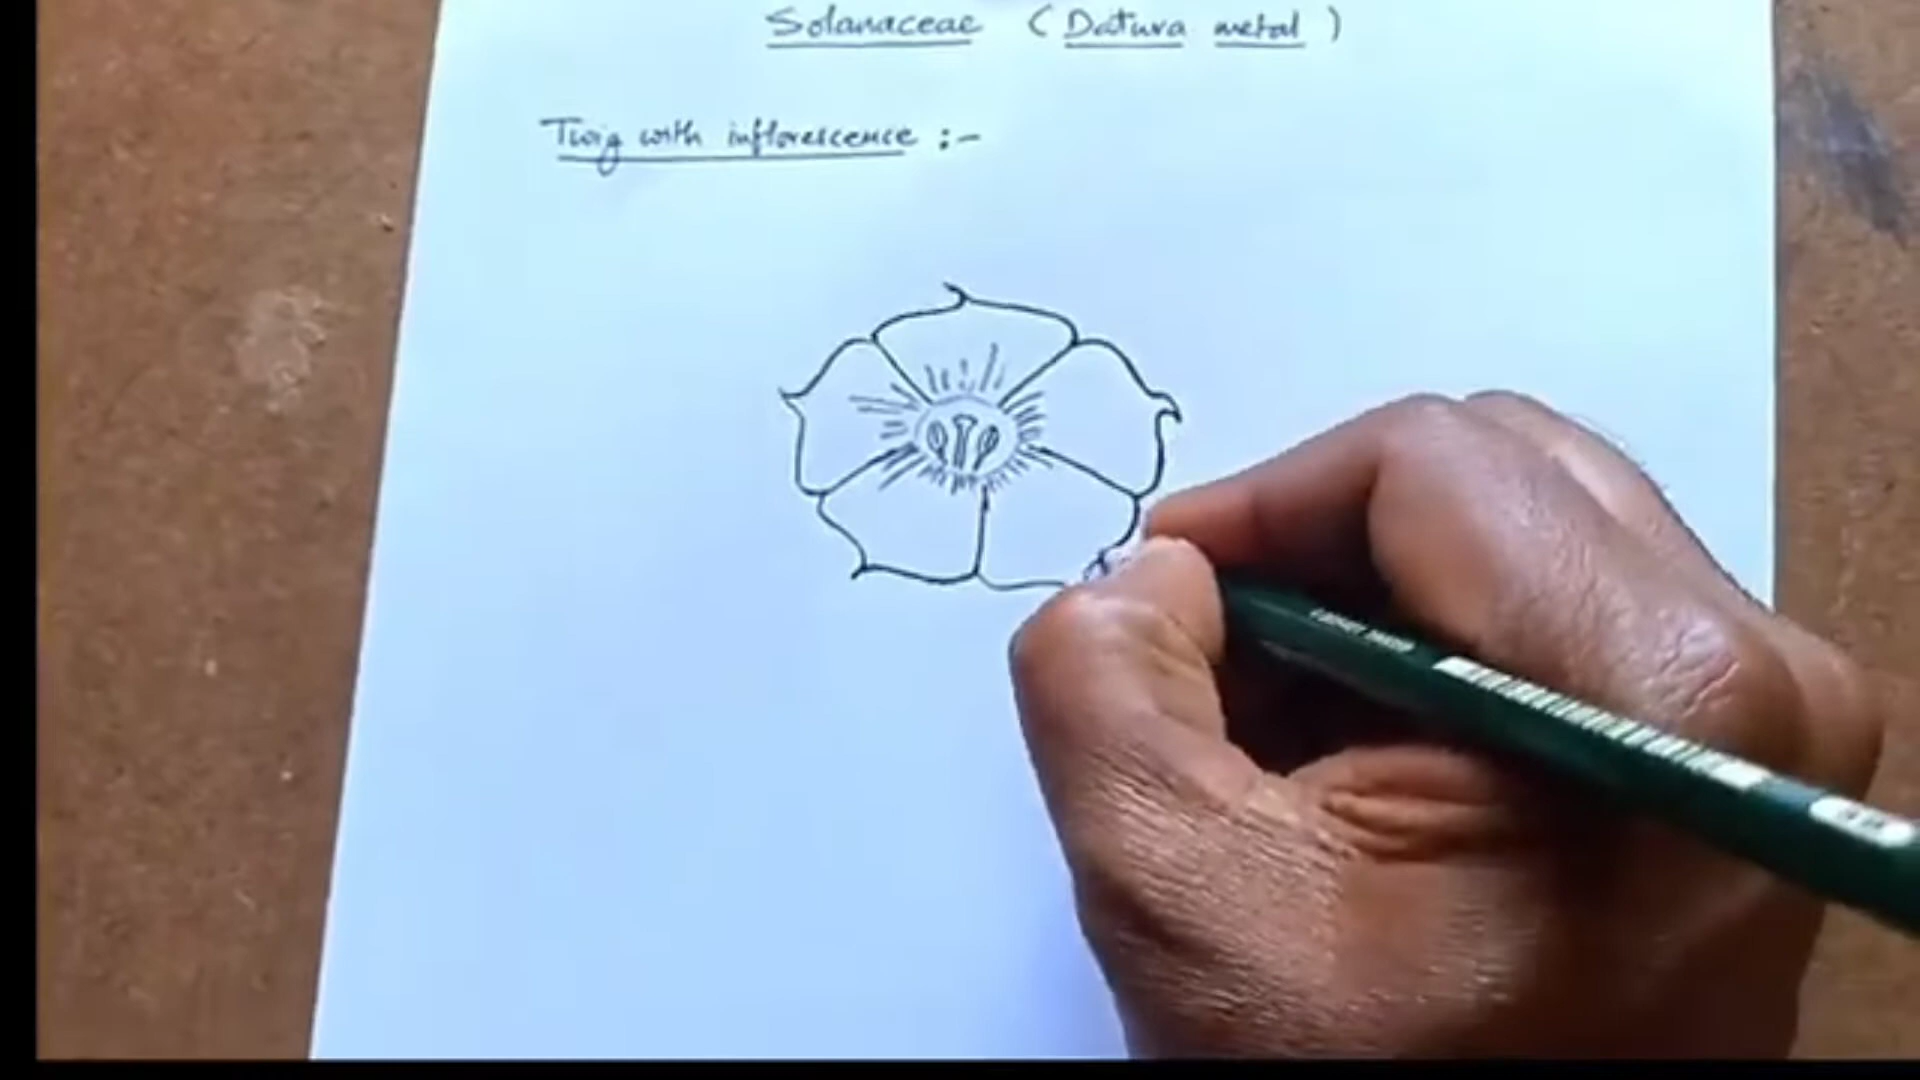 Solanaceae (Datura metal)
Twig with inflorescence :-